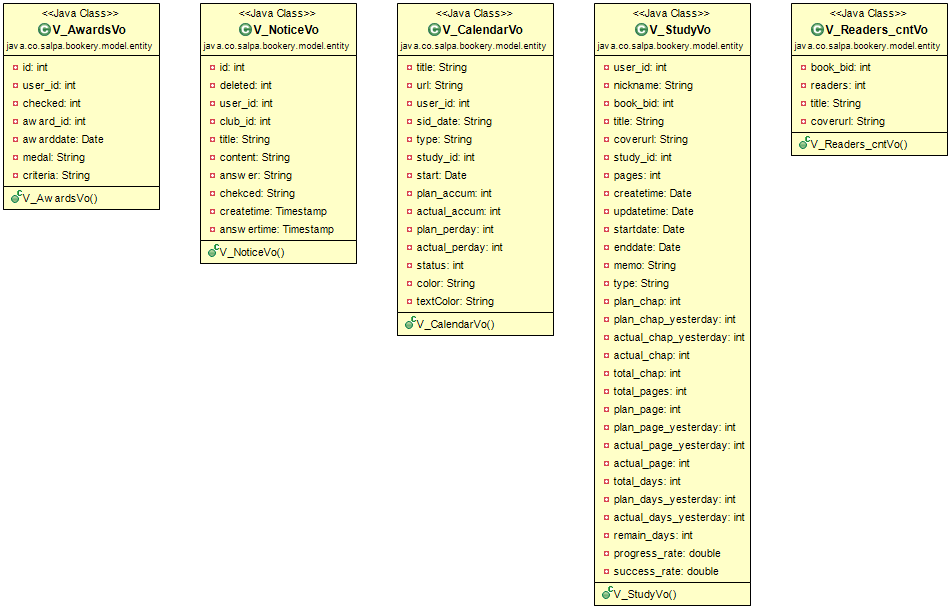 <<Java Class>>
V_AwardsVo
java.co.salpa.bookery.model.entity
id: int
user_id: int
checked: int
award_id: int
awarddate: Date
medal: String
criteria: String
V_AwardsVo()
<<Java Class>>
V_NoticeVo
java.co.salpa.bookery.model.entity
id: int
deleted: int
user_id: int
club_id: int
title: String
content: String
answer: String
chekced: String
createtime: Timestamp
answertime: Timestamp
V_NoticeVo()
<<Java Class>>
V_CalendarVo
java.co.salpa.bookery.model.entity
title: String
url: String
user_id: int
sid_date: String
type: String
study_id: int
start: Date
plan_accum: int
actual_accum: int
plan_perday: int
actual_perday: int
status: int
color: String
textColor: String
V_CalendarVo()
<<Java Class>>
V_StudyVo
java.co.salpa.bookery.model.entity
user_id: int
nickname: String
book_bid: int
title: String
coverurl: String
study_id: int
pages: int
createtime: Date
updatetime: Date
startdate: Date
enddate: Date
memo: String
type: String
plan_chap: int
plan_chap_yesterday: int
actual_chap_yesterday: int
actual_chap: int
total_chap: int
total_pages: int
plan_page: int
plan_page_yesterday: int
actual_page_yesterday: int
actual_page: int
total_days: int
plan_days_yesterday: int
actual_days_yesterday: int
remain_days: int
progress_rate: double
success_rate: double
V_StudyVo()
<<Java Class>>
V_Readers_cntVo
java.co.salpa.bookery.model.entity
book_bid: int
readers: int
title: String
coverurl: String
V_Readers_cntVo()